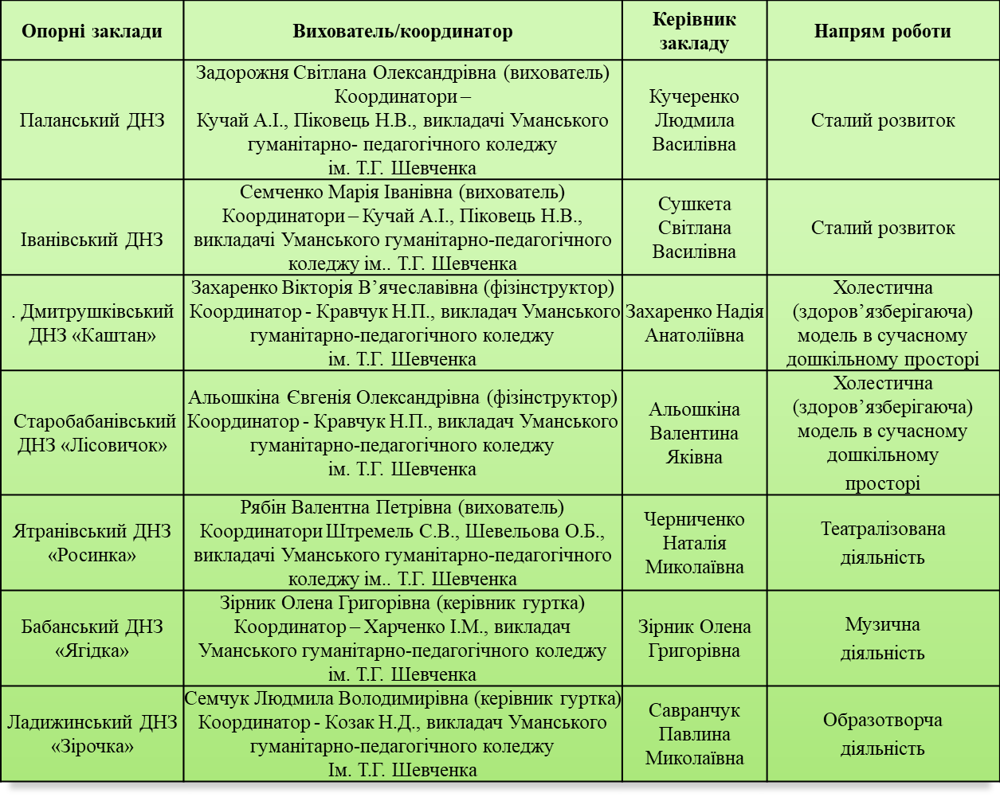 Опорні заклади
Вихователь/координатор
Керівник
закладу
Напрям роботи
Паланський ДНЗ
Задорожня Світлана Олександрівна (вихователь)
Координатори –
Кучай А.І., Піковець Н.В., викладачі Уманського
гуманітарно- педагогічного коледжу
ім. Т.Г. Шевченка
Кучеренко
Людмила
Василівна
Сталий розвиток
Іванівський ДНЗ
Семченко Марія Іванівна (вихователь)
Координатори – Кучай А.І., Піковець Н.В.,
викладачі Уманського гуманітарно-педагогічного
коледжу ім.. Т.Г. Шевченка
Сушкета
Світлана
Василівна
Сталий розвиток
. Дмитрушківський
ДНЗ «Каштан»
Захаренко Вікторія В’ячеславівна (фізінструктор)
Координатор - Кравчук Н.П., викладач Уманського
гуманітарно-педагогічного коледжу
ім. Т.Г. Шевченка
Захаренко Надія
Анатоліївна
Холестична
(здоров’язберігаюча)
модель в сучасному
дошкільному просторі
Старобабанівський
ДНЗ «Лісовичок»
Альошкіна Євгенія Олександрівна (фізінструктор)
Координатор - Кравчук Н.П., викладач Уманського
гуманітарно-педагогічного коледжу
ім. Т.Г. Шевченка
Альошкіна
Валентина
Яківна
Холестична
(здоров’язберігаюча)
модель в сучасному
дошкільному
просторі
Ятранівський ДНЗ
«Росинка»
Рябін Валентна Петрівна (вихователь)
Координатори Штремель С.В., Шевельова О.Б.,
викладачі Уманського гуманітарно-педагогічного
коледжу ім.. Т.Г. Шевченка
Черниченко
Наталія
Миколаївна
Театралізована
діяльність
Бабанський ДНЗ
«Ягідка»
Зірник Олена Григорівна (керівник гуртка)
Координатор – Харченко І.М., викладач
Уманського гуманітарно-педагогічного коледжу
ім. Т.Г. Шевченка
Зірник Олена
Григорівна
Музична
діяльність
Ладижинський ДНЗ
«Зірочка»
Семчук Людмила Володимирівна (керівник гуртка)
Координатор - Козак Н.Д., викладач Уманського
гуманітарно-педагогічного коледжу
Ім. Т.Г. Шевченка
Савранчук
Павлина
Миколаївна
Образотворча
діяльність